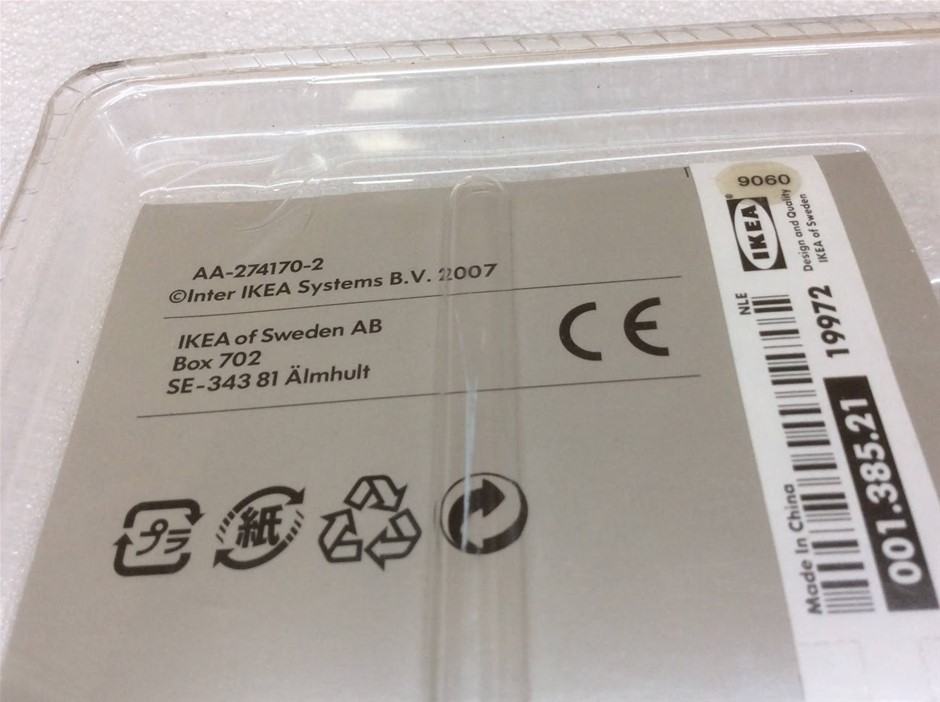 AA-274170-2
©Inter IKEA Systems B.V. 2007
IKEA of Sweden AB
Box 702
SE-343 81 Älmhult
CE
プラ
紙
9060
IKEA®
Design and Quality
IKEA of Sweden
NLE
19972
Made In China
001.385.21